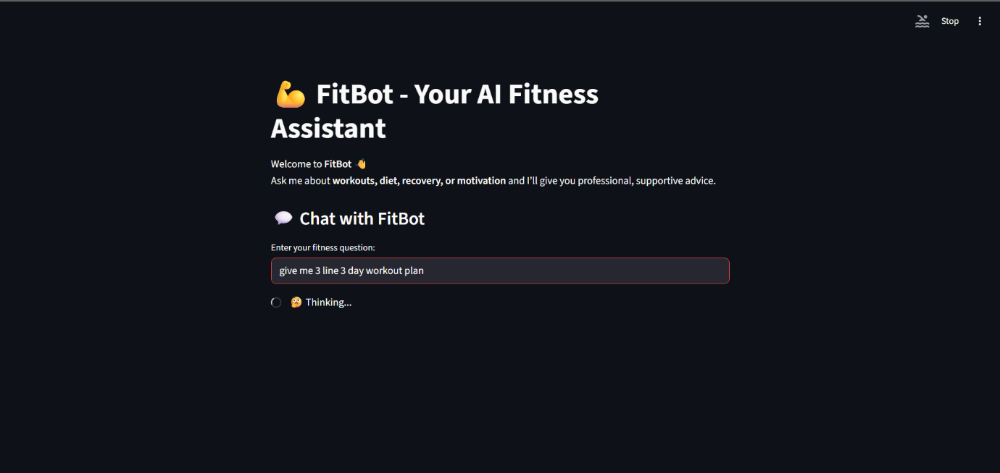 Stop
💪 FitBot - Your AI Fitness
Assistant
Welcome to FitBot 👋
Ask me about workouts, diet, recovery, or motivation and I’ll give you professional, supportive advice.
💬 Chat with FitBot
Enter your fitness question:
give me 3 line 3 day workout plan
🤔 Thinking...